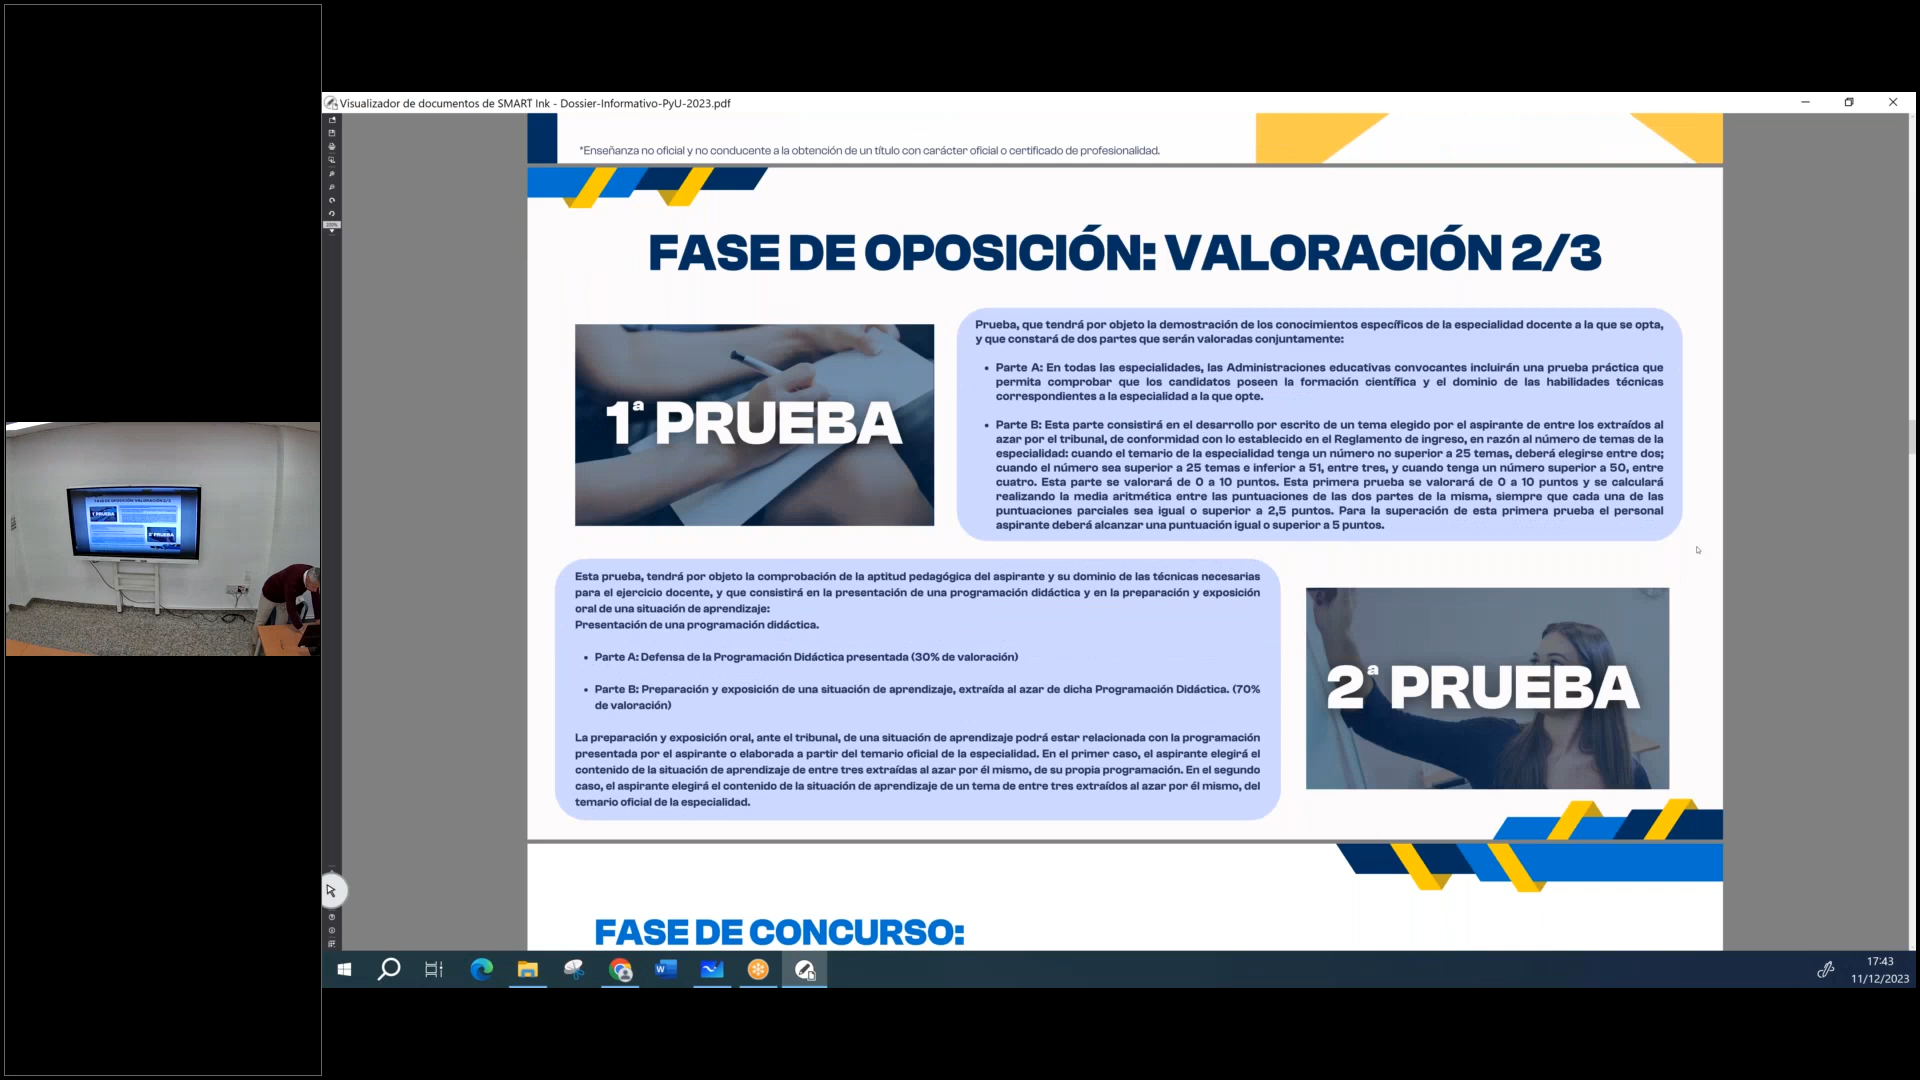 Visualizador de documentos de SMART Ink - Dossier-Informativo-PyU-2023.pdf
*Enseñanza no oficial y no conducente a la obtención de un título con carácter oficial o certificado de profesionalidad.
FASE DE OPOSICIÓN: VALORACIÓN 2/3
1ª PRUEBA
Prueba, que tendrá por objeto la demostración de los conocimientos específicos de la especialidad docente a la que se opta,
y que constará de dos partes que serán valoradas conjuntamente:
• Parte A: En todas las especialidades, las Administraciones educativas convocantes incluirán una prueba práctica que
permita comprobar que los candidatos poseen la formación científica y el dominio de las habilidades técnicas
correspondientes a la especialidad a la que opte.
• Parte B: Esta parte consistirá en el desarrollo por escrito de un tema elegido por el aspirante de entre los extraídos al
azar por el tribunal, de conformidad con lo establecido en el Reglamento de ingreso, en razón al número de temas de la
especialidad: cuando el temario de la especialidad tenga un número no superior a 25 temas, deberá elegirse entre dos;
cuando el número sea superior a 25 temas e inferior a 51, entre tres, y cuando tenga un número superior a 50, entre
cuatro. Esta parte se valorará de 0 a 10 puntos. Esta primera prueba se valorará de 0 a 10 puntos y se calculará
realizando la media aritmética entre las puntuaciones de las dos partes de la misma, siempre que cada una de las
puntuaciones parciales sea igual o superior a 2,5 puntos. Para la superación de esta primera prueba el personal
aspirante deberá alcanzar una puntuación igual o superior a 5 puntos.
Esta prueba, tendrá por objeto la comprobación de la aptitud pedagógica del aspirante y su dominio de las técnicas necesarias
para el ejercicio docente, y que consistirá en la presentación de una programación didáctica y en la preparación y exposición
oral de una situación de aprendizaje:
Presentación de una programación didáctica.
• Parte A: Defensa de la Programación Didáctica presentada (30% de valoración)
• Parte B: Preparación y exposición de una situación de aprendizaje, extraída al azar de dicha Programación Didáctica. (70%
de valoración)
La preparación y exposición oral, ante el tribunal, de una situación de aprendizaje podrá estar relacionada con la programación
presentada por el aspirante o elaborada a partir del temario oficial de la especialidad. En el primer caso, el aspirante elegirá el
contenido de la situación de aprendizaje de entre tres extraídas al azar por él mismo, de su propia programación. En el segundo
caso, el aspirante elegirá el contenido de la situación de aprendizaje de un tema de entre tres extraídos al azar por él mismo, del
temario oficial de la especialidad.
2ª PRUEBA
FASE DE CONCURSO:
17:43
11/12/2023